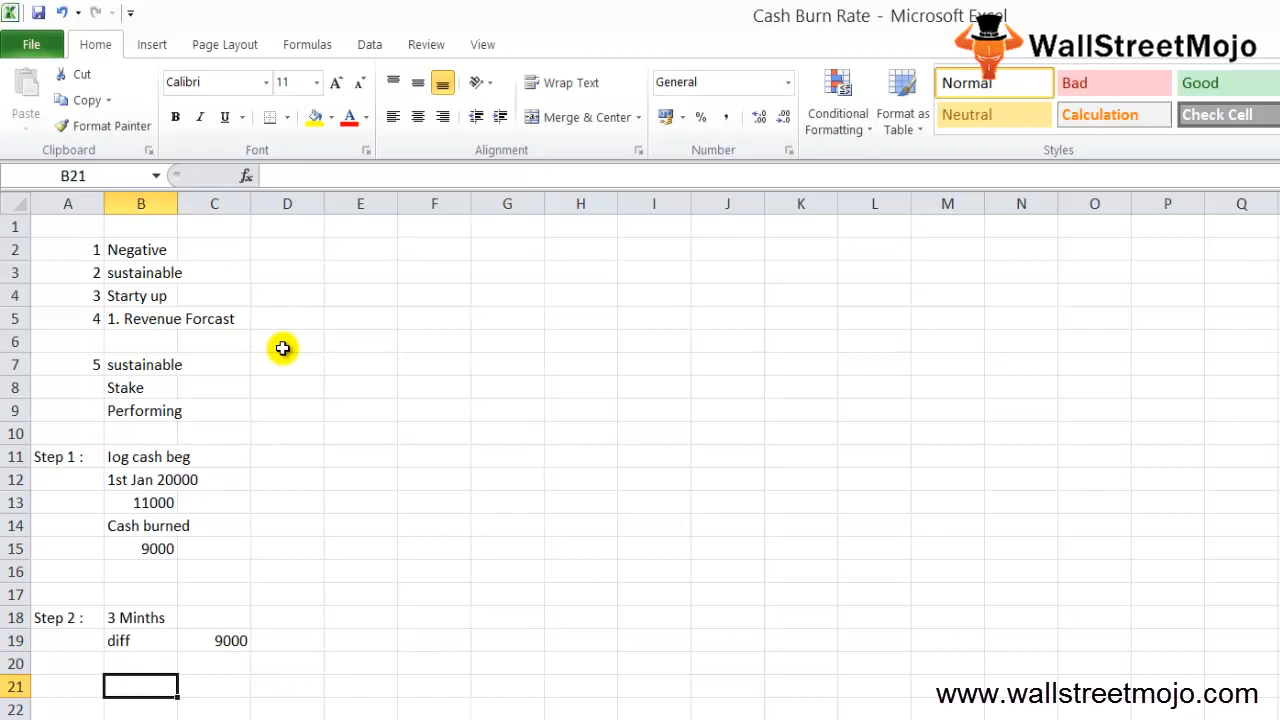 Cash Burn Rate - Microsoft Excel
WallStreetMojo
File Home Insert Page Layout Formulas Data Review View
Paste
Cut
Copy
Format Painter
Calibri 11
A A
B I U A
Wrap Text
Merge & Center
General
% ,
Conditional Formatting
Format as Table
Normal Bad Good
Neutral Calculation Check Cell
Clipboard Font Alignment Number Styles
B21 fx
A B C D E F G H I J K L M N O P Q
1
2 1 Negative
3 2 sustainable
4 3 Starty up
5 4 1. Revenue Forcast
6
7 5 sustainable
8 Stake
9 Performing
10
11 Step 1 : Iog cash beg
12 1st Jan 20000
13 11000
14 Cash burned
15 9000
16
17
18 Step 2 : 3 Minths
19 diff 9000
20
21
22
www.wallstreetmojo.com